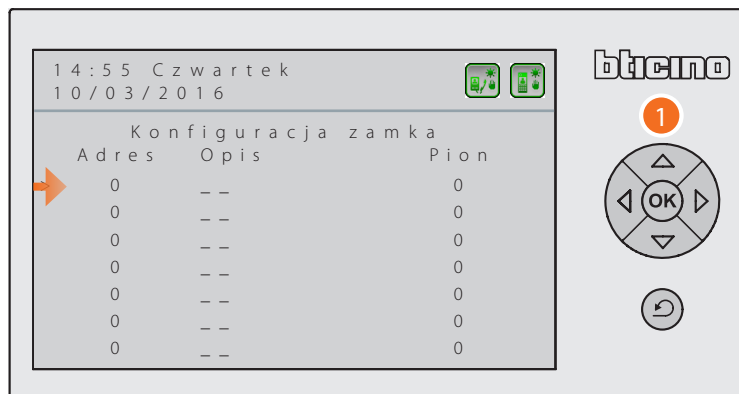 14:55 Czwartek
10/03/2016
bticino
1
Konfiguracja zamka
Adres Opis Pion
0 _ _ 0
0 _ _ 0
0 _ _ 0
0 _ _ 0
0 _ _ 0
0 _ _ 0
0 _ _ 0
OK